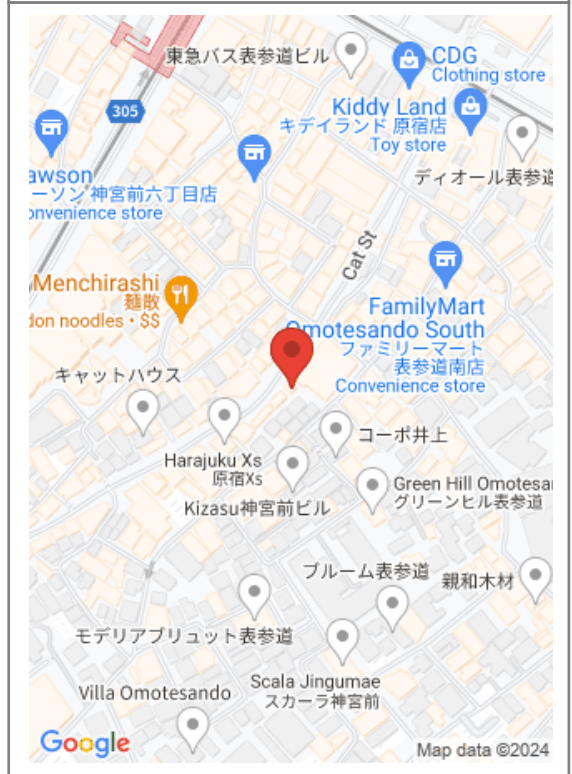 東急バス表参道ビル
CDG
Clothing store
305
Kiddy Land
キデイランド 原宿店
Toy store
awson
ーソン 神宮前六丁目店
onvenience store
ディオール表参道
Cat St
Menchirashi
麺散
don noodles • $$
FamilyMart
Omotesando South
ファミリーマート
表参道南店
Convenience store
キャットハウス
Harajuku Xs
原宿Xs
コーポ井上
Kizasu神宮前ビル
Green Hill Omotesan
グリーンヒル表参道
ブルーム表参道
親和木材
モデリアブリュット表参道
Scala Jingumae
スカーラ神宮前
Villa Omotesando
Google
Map data ©2024